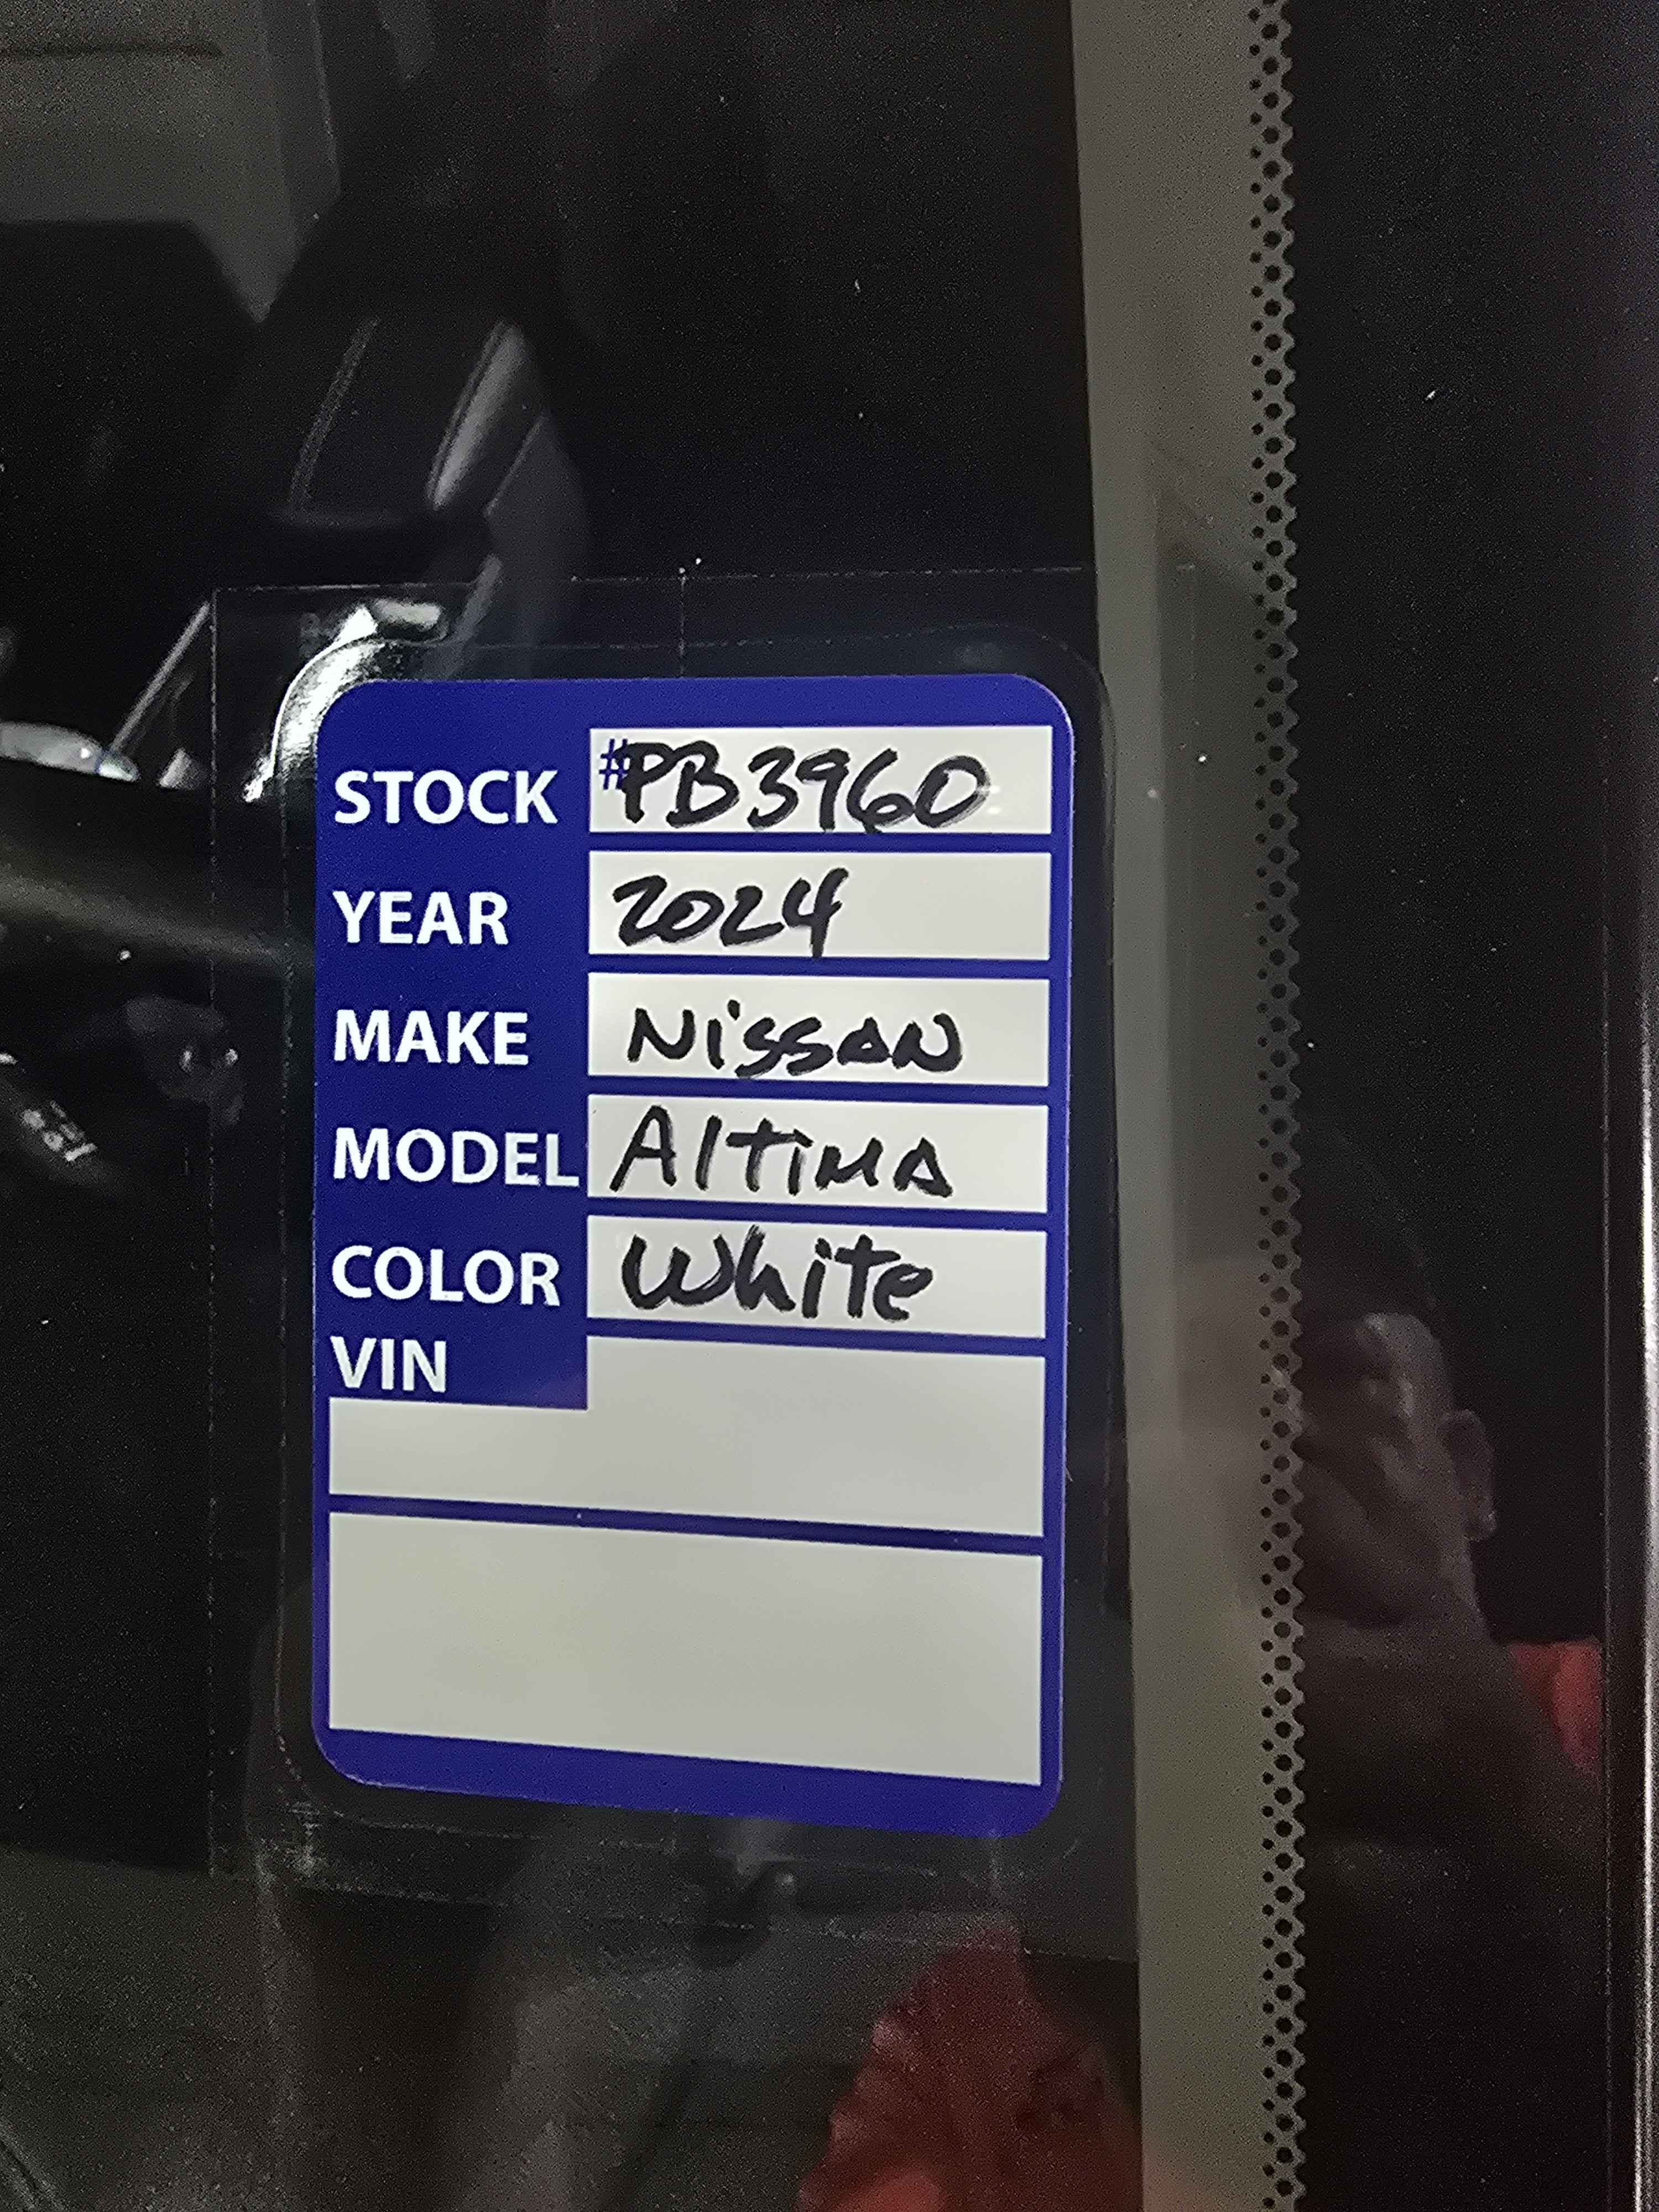 STOCK #PB3960
YEAR 2024
MAKE Nissan
MODEL Altima
COLOR White
VIN